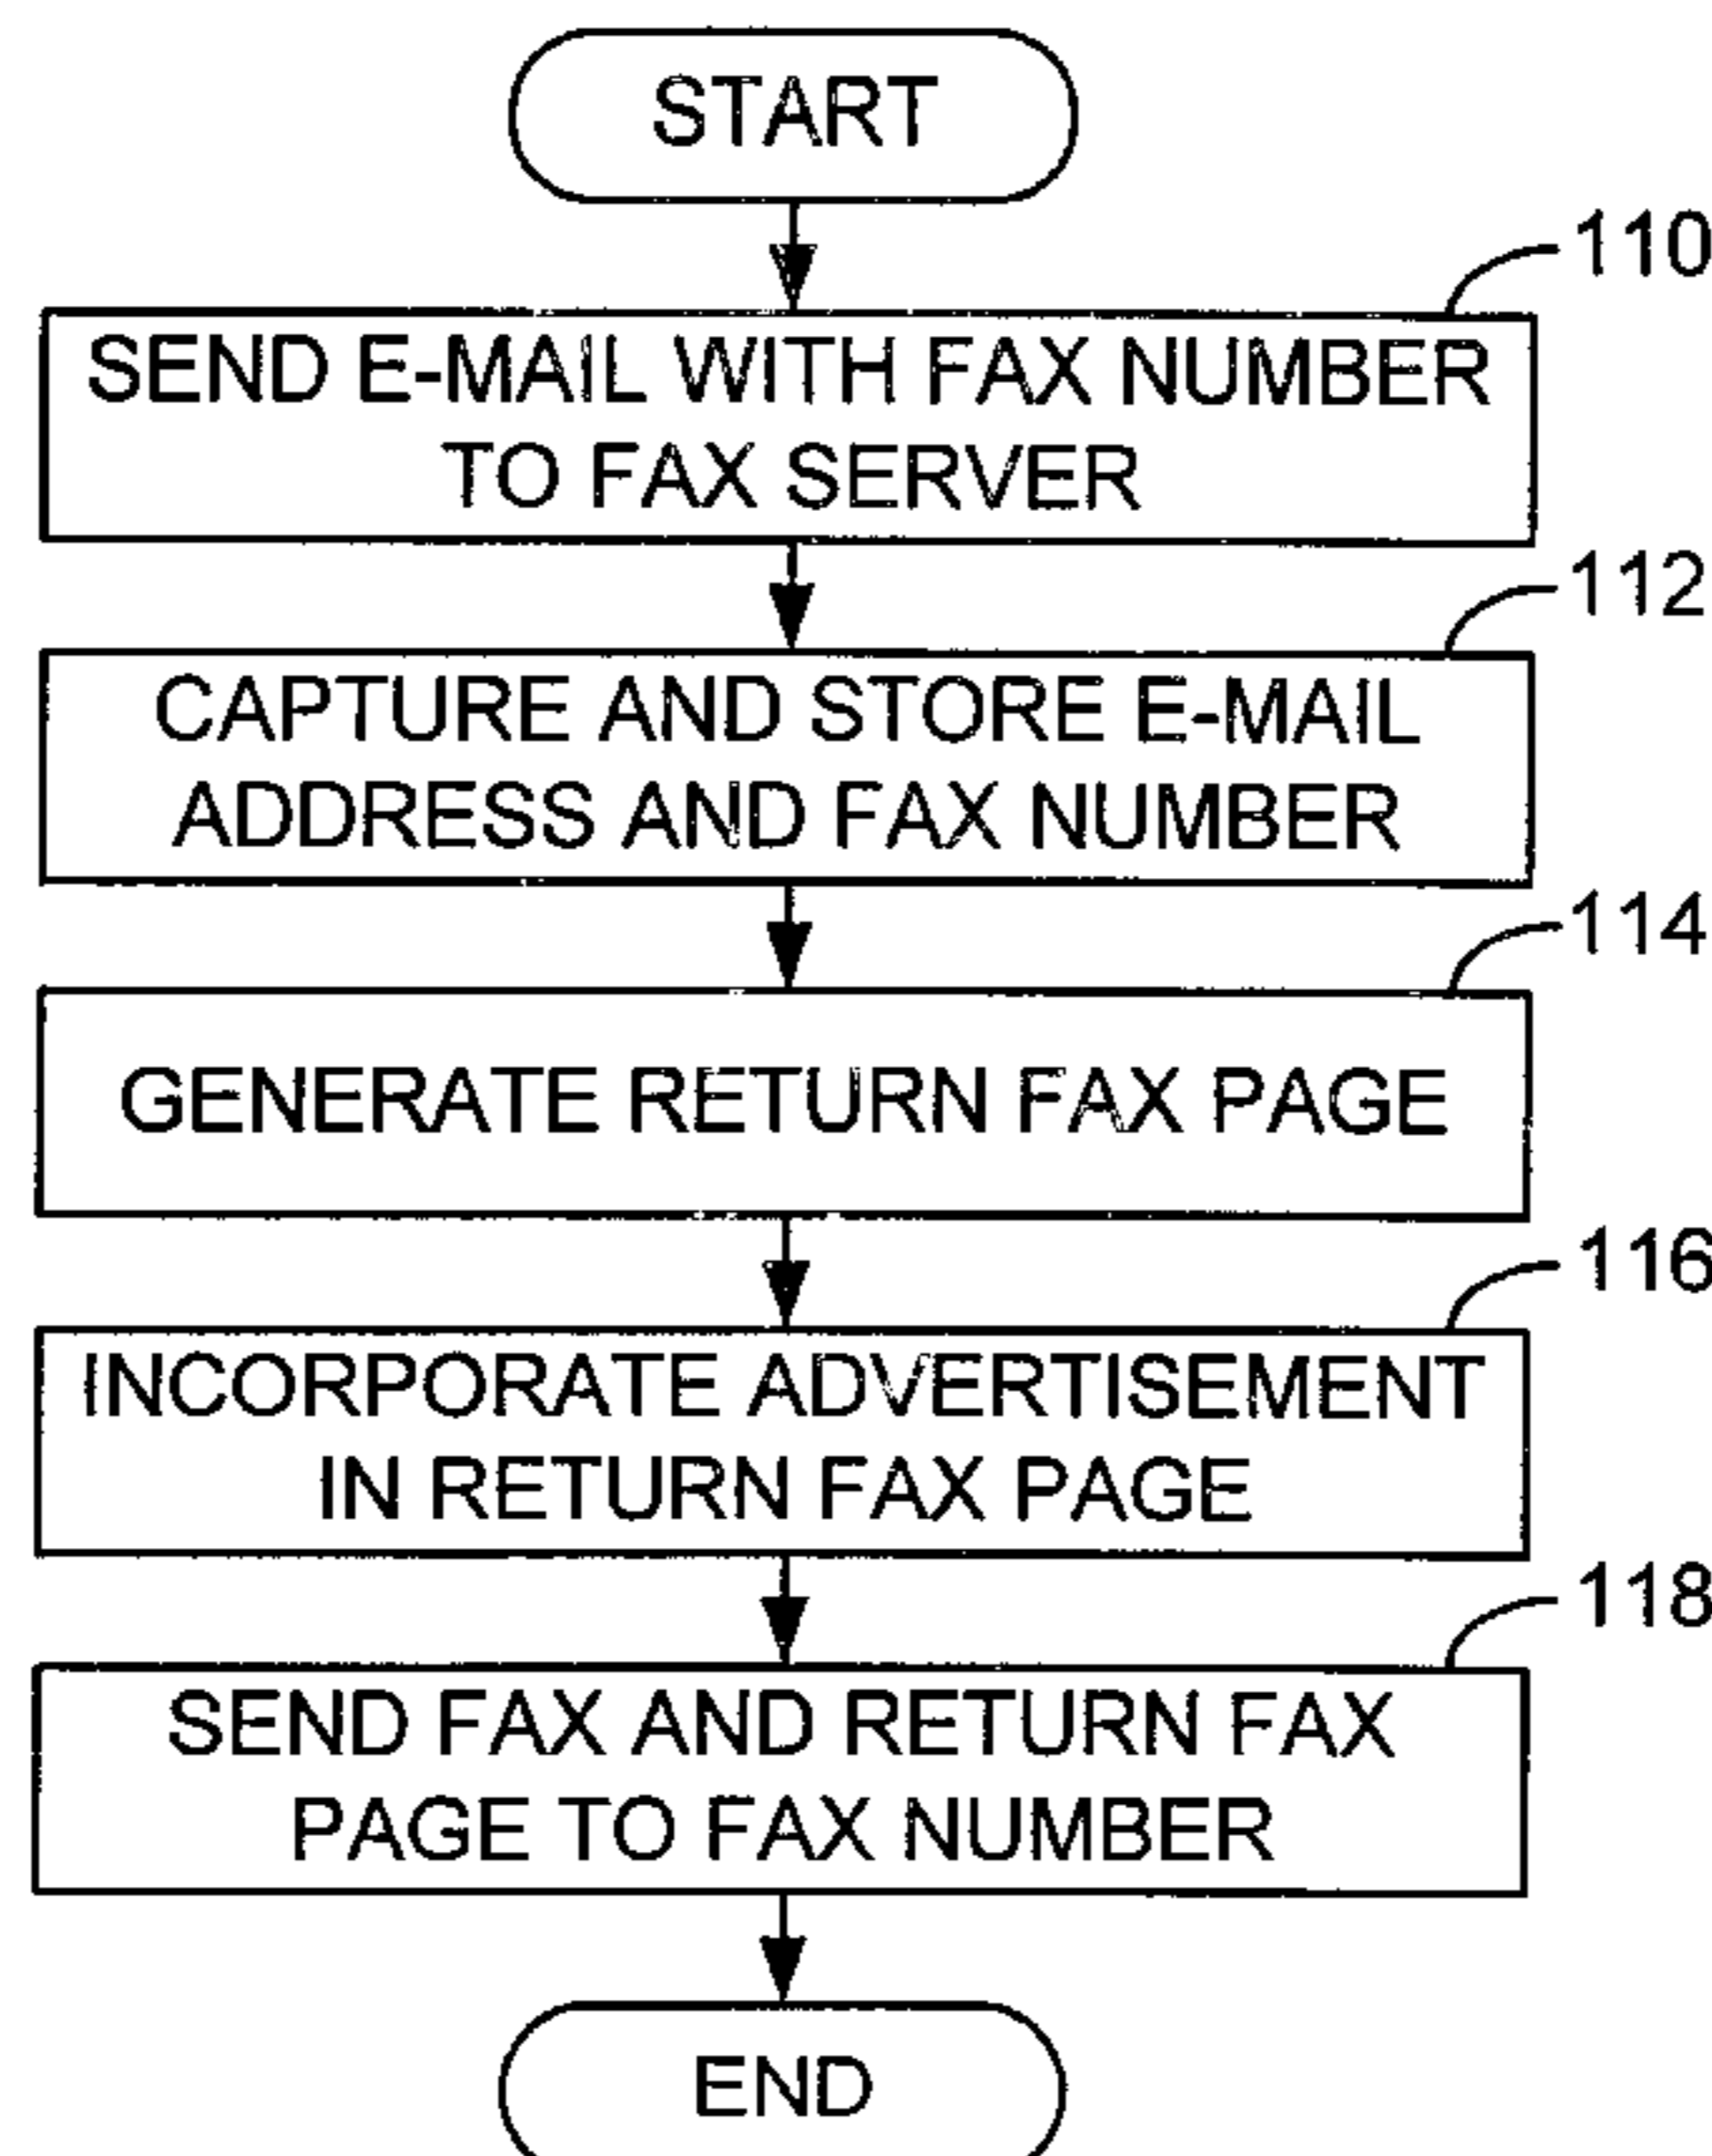 START
110
SEND E-MAIL WITH FAX NUMBER
TO FAX SERVER
112
CAPTURE AND STORE E-MAIL
ADDRESS AND FAX NUMBER
114
GENERATE RETURN FAX PAGE
116
INCORPORATE ADVERTISEMENT
IN RETURN FAX PAGE
118
SEND FAX AND RETURN FAX
PAGE TO FAX NUMBER
END